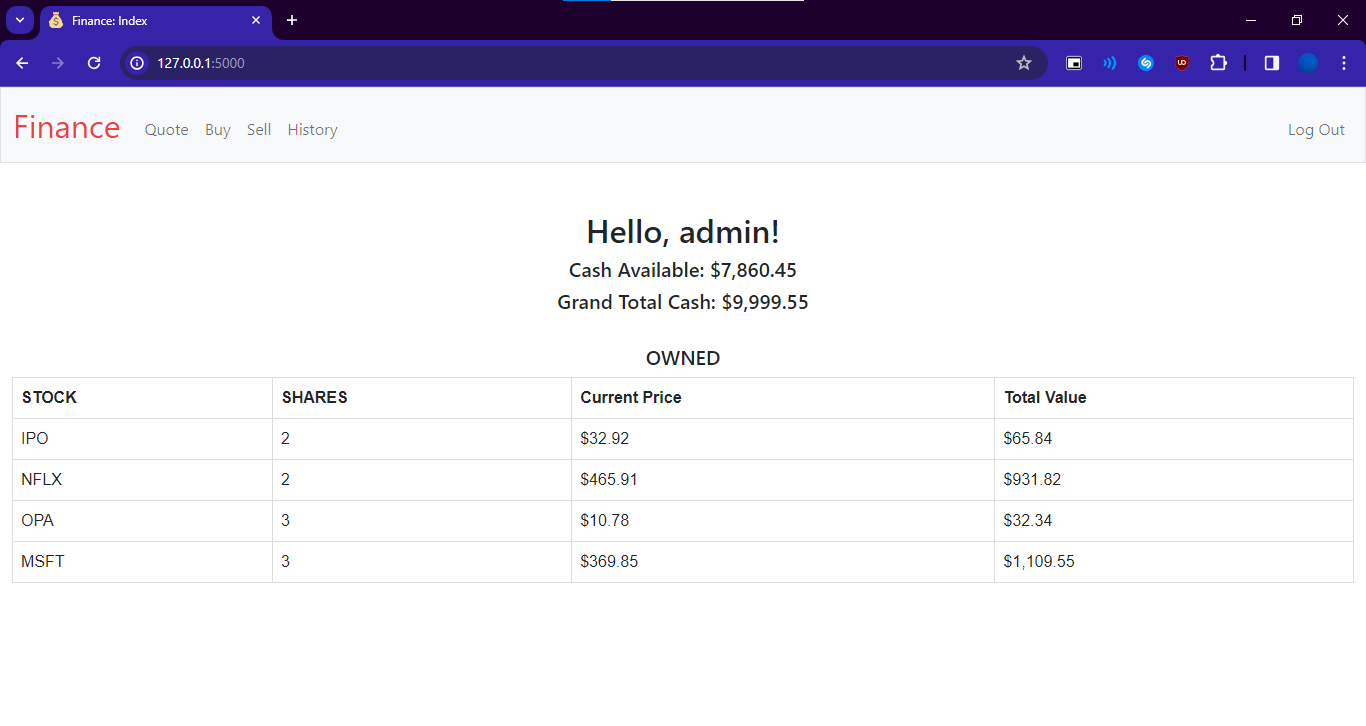 Finance: Index
127.0.0.1:5000
Finance Quote Buy Sell History Log Out
Hello, admin!
Cash Available: $7,860.45
Grand Total Cash: $9,999.55
OWNED
STOCK SHARES Current Price Total Value
IPO 2 $32.92 $65.84
NFLX 2 $465.91 $931.82
OPA 3 $10.78 $32.34
MSFT 3 $369.85 $1,109.55